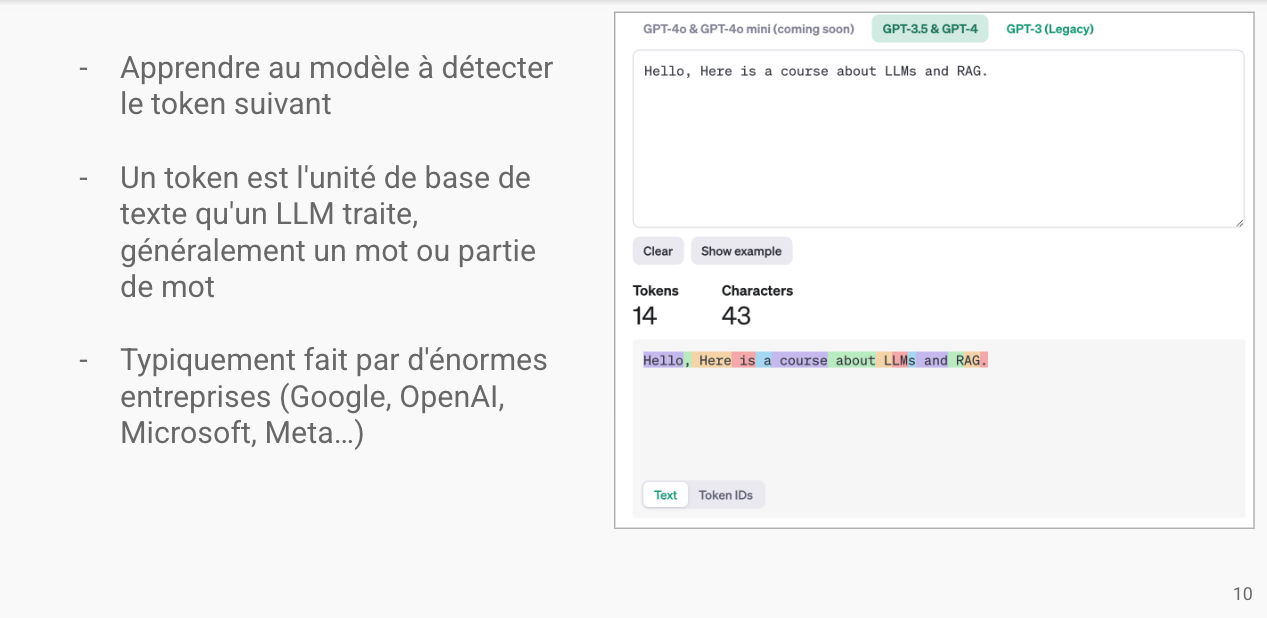 - Apprendre au modèle à détecter
le token suivant
- Un token est l'unité de base de
texte qu'un LLM traite,
généralement un mot ou partie
de mot
- Typiquement fait par d'énormes
entreprises (Google, OpenAI,
Microsoft, Meta...)
GPT-4o & GPT-4o mini (coming soon) GPT-3.5 & GPT-4 GPT-3 (Legacy)
Hello, Here is a course about LLMs and RAG.
Clear Show example
Tokens Characters
14 43
Hello, Here is a course about LLMs and RAG.
Text Token IDs
10